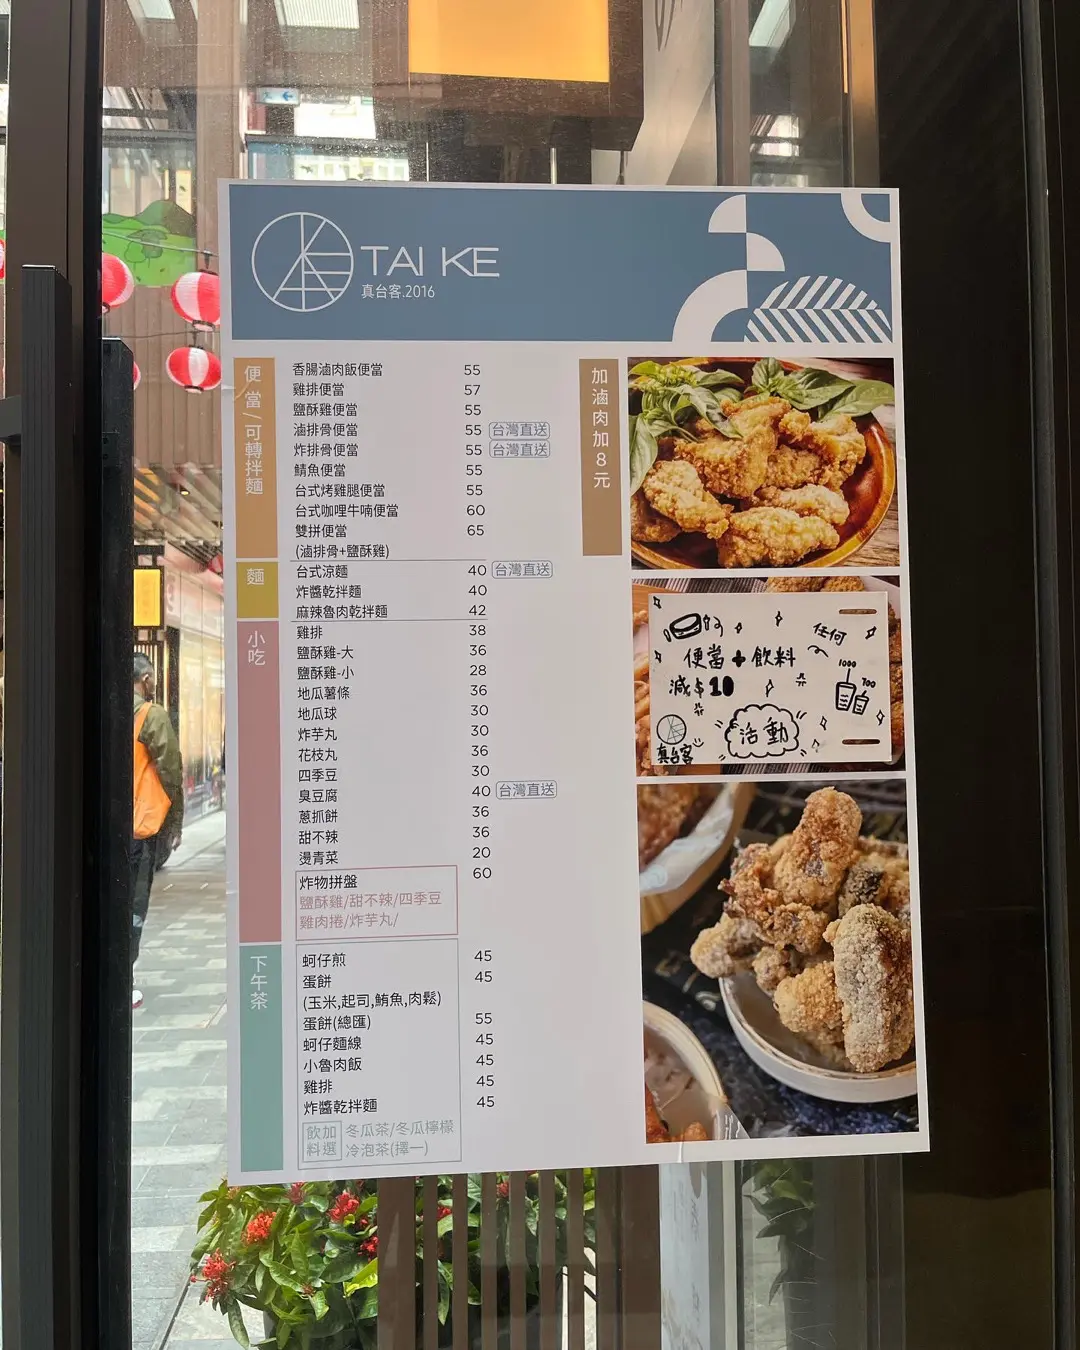 TAI KE
真台客.2016
便當/可轉拌麵
香腸滷肉飯便當 55
雞排便當 57
鹽酥雞便當 55
滷排骨便當 55 台灣直送
炸排骨便當 55 台灣直送
鯖魚便當 55
台式烤雞腿便當 55
台式咖哩牛喃便當 60
雙拼便當 65
(滷排骨+鹽酥雞)
加滷肉加8元
麵
台式涼麵 40 台灣直送
炸醬乾拌麵 40
麻辣魯肉乾拌麵 42
小吃
雞排 38
鹽酥雞-大 36
鹽酥雞-小 28
地瓜薯條 36
地瓜球 30
炸芋丸 30
花枝丸 36
四季豆 30
臭豆腐 40 台灣直送
蔥抓餅 36
甜不辣 36
燙青菜 20
炸物拼盤 60
鹽酥雞/甜不辣/四季豆
雞肉捲/炸芋丸/
下午茶
蚵仔煎 45
蛋餅 45
(玉米,起司,鮪魚,肉鬆)
蛋餅(總匯) 55
蚵仔麵線 45
小魯肉飯 45
雞排 45
炸醬乾拌麵 45
飲加
料選
冬瓜茶/冬瓜檸檬
冷泡茶(擇一)
任何
便當+飲料
減$10
1000
700
活動
真台客